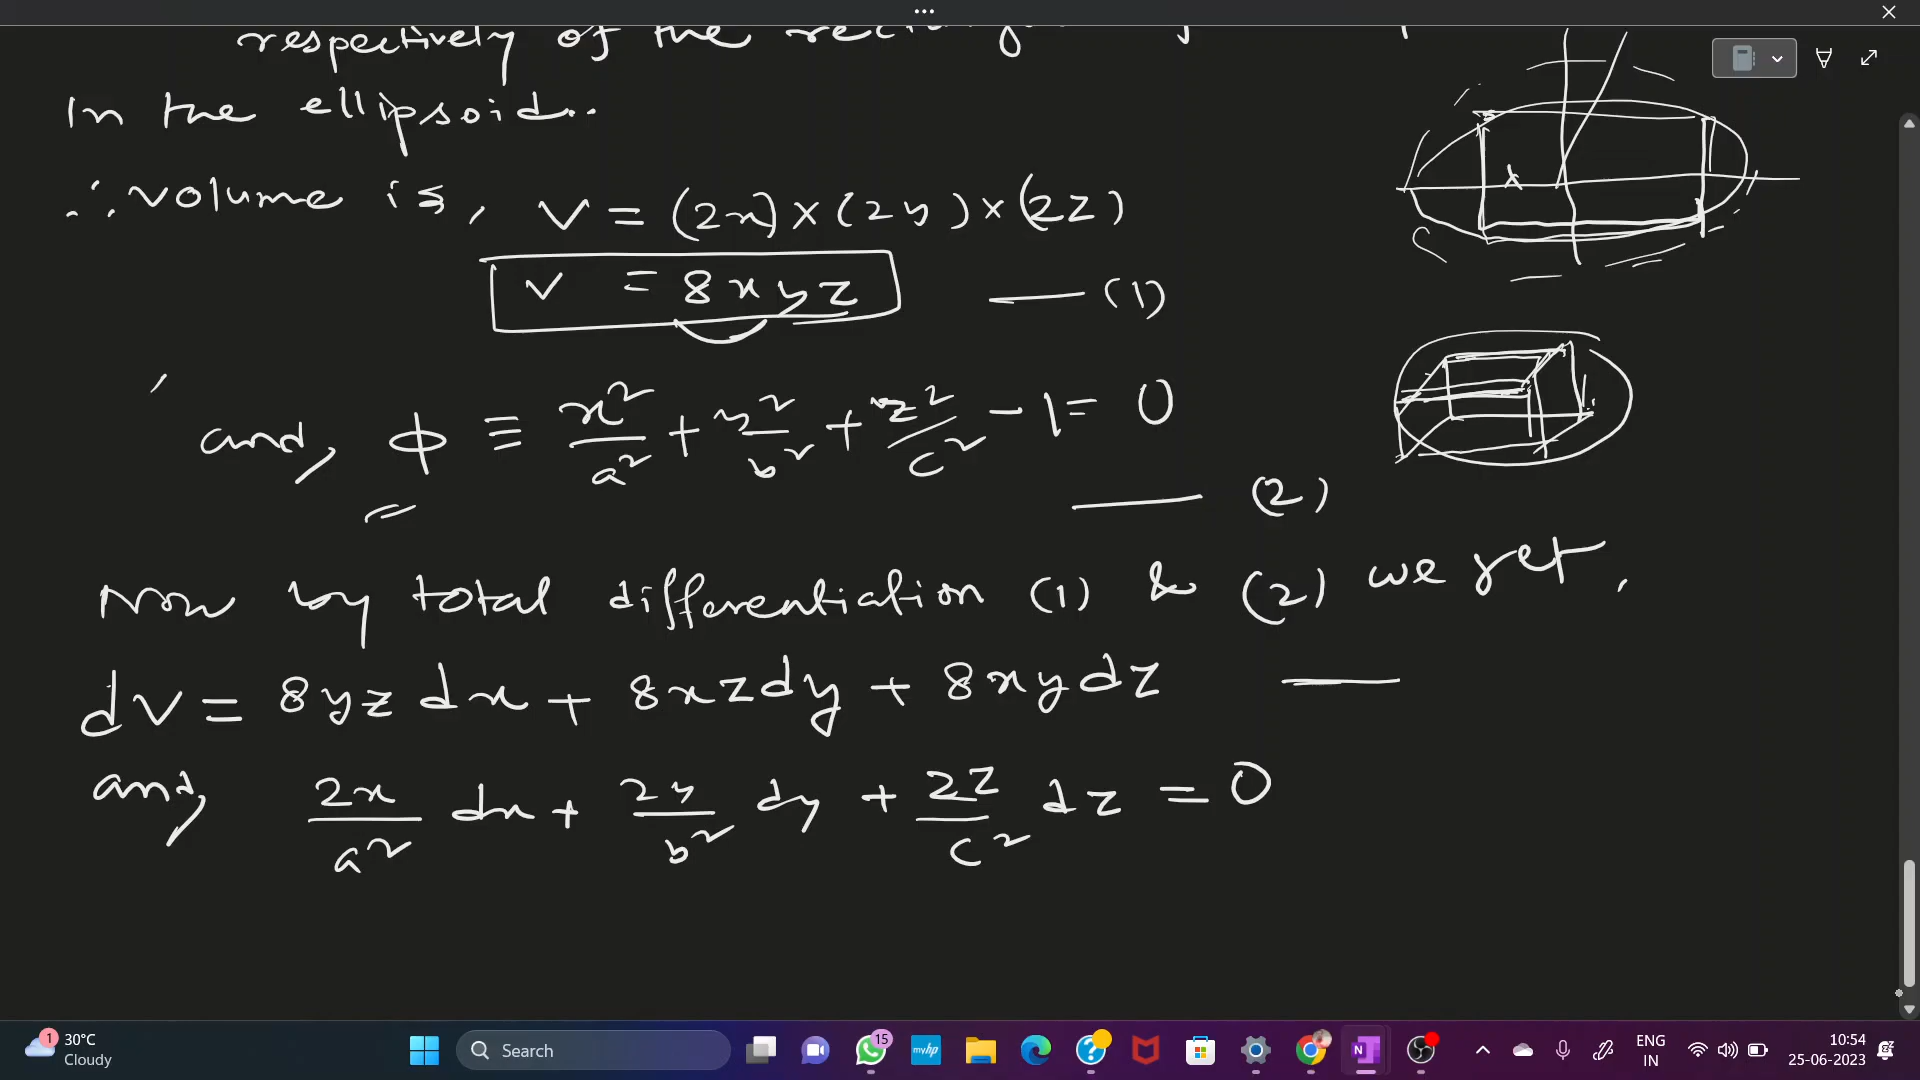 respectively of the
In the ellipsoid..
∴ volume is, V = (2x) × (2y) × (2z)
V = 8xyz —— (1)
and, φ ≡ x²/a² + y²/b² + z²/c² - 1 = 0
—— (2)
Now by total differentiation (1) & (2) we get,
dV = 8yz dx + 8xz dy + 8xy dz ——
and, 2x/a² dx + 2y/b² dy + 2z/c² dz = 0
1
30°C
Cloudy
Search
15
myhp
ENG
IN
10:54
25-06-2023